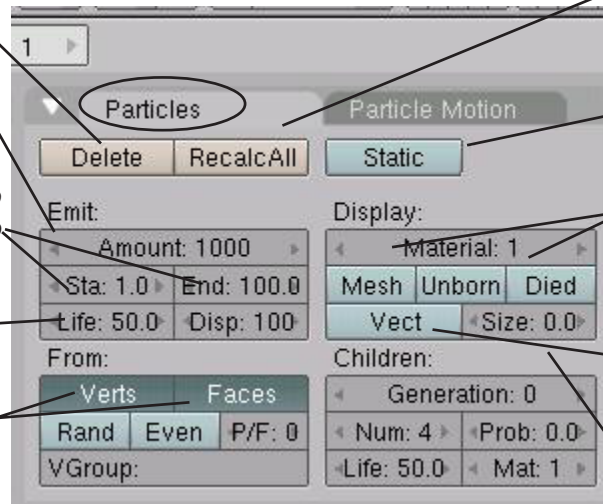 1
Particles Particle Motion
Delete RecalcAll Static
Emit: Display:
Amount: 1000 Material: 1
Sta: 1.0 End: 100.0 Mesh Unborn Died
Life: 50.0 Disp: 100 Vect Size: 0.0
From: Children:
Verts Faces Generation: 0
Rand Even P/F: 0 Num: 4 Prob: 0.0
VGroup: Life: 50.0 Mat: 1